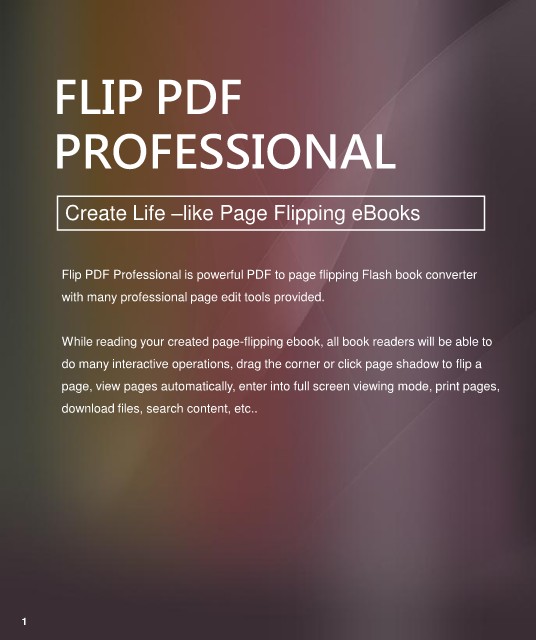 FLIP PDF
PROFESSIONAL
Create Life –like Page Flipping eBooks
Flip PDF Professional is powerful PDF to page flipping Flash book converter
with many professional page edit tools provided.
While reading your created page-flipping ebook, all book readers will be able to
do many interactive operations, drag the corner or click page shadow to flip a
page, view pages automatically, enter into full screen viewing mode, print pages,
download files, search content, etc..
1